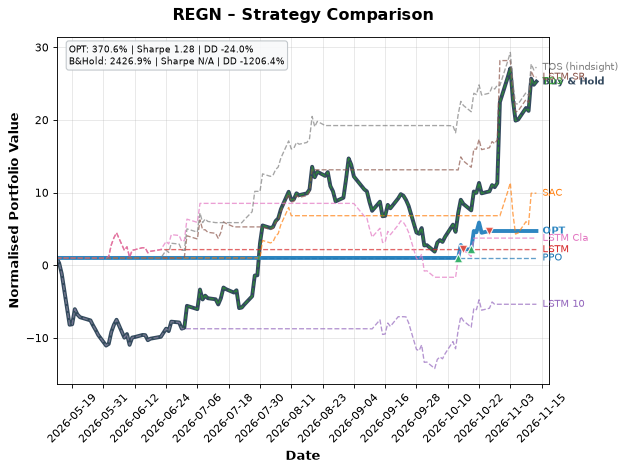 REGN – Strategy Comparison
OPT: 370.6% | Sharpe 1.28 | DD -24.0%
B&Hold: 2426.9% | Sharpe N/A | DD -1206.4%
Normalised Portfolio Value
30
20
10
0
−10
TOS (hindsight)
LSTM SR
Buy & Hold
SAC
OPT
LSTM Cla
LSTM
PPO
LSTM 10
2026-05-19
2026-05-31
2026-06-12
2026-06-24
2026-07-06
2026-07-18
2026-07-30
2026-08-11
2026-08-23
2026-09-04
2026-09-16
2026-09-28
2026-10-10
2026-10-22
2026-11-03
2026-11-15
Date